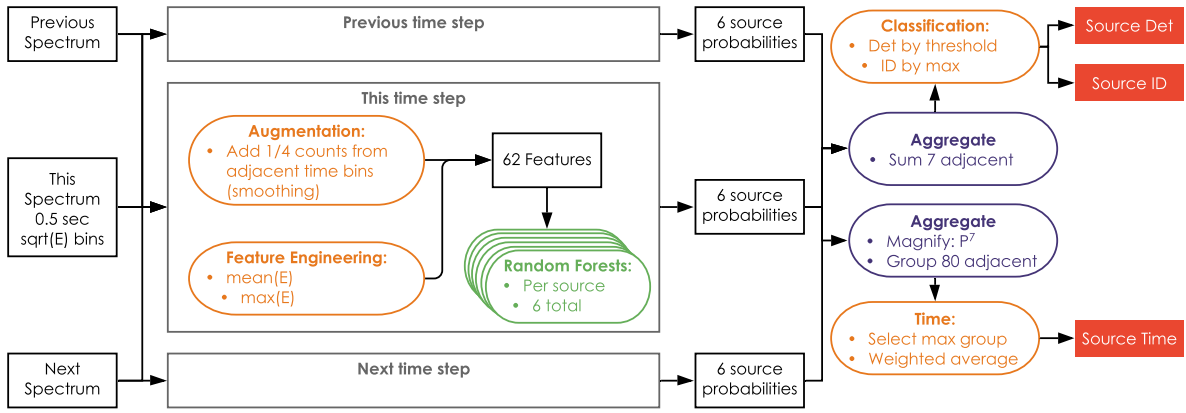 Previous
Spectrum
Previous time step
6 source
probabilities
Classification:
• Det by threshold
• ID by max
Source Det
Source ID
This time step
Augmentation:
• Add 1/4 counts from
adjacent time bins
(smoothing)
62 Features
Aggregate
• Sum 7 adjacent
This
Spectrum
0.5 sec
sqrt(E) bins
6 source
probabilities
Feature Engineering:
• mean(E)
• max(E)
Random Forests:
• Per source
• 6 total
Aggregate
• Magnify: P⁷
• Group 80 adjacent
Time:
• Select max group
• Weighted average
Source Time
Next
Spectrum
Next time step
6 source
probabilities